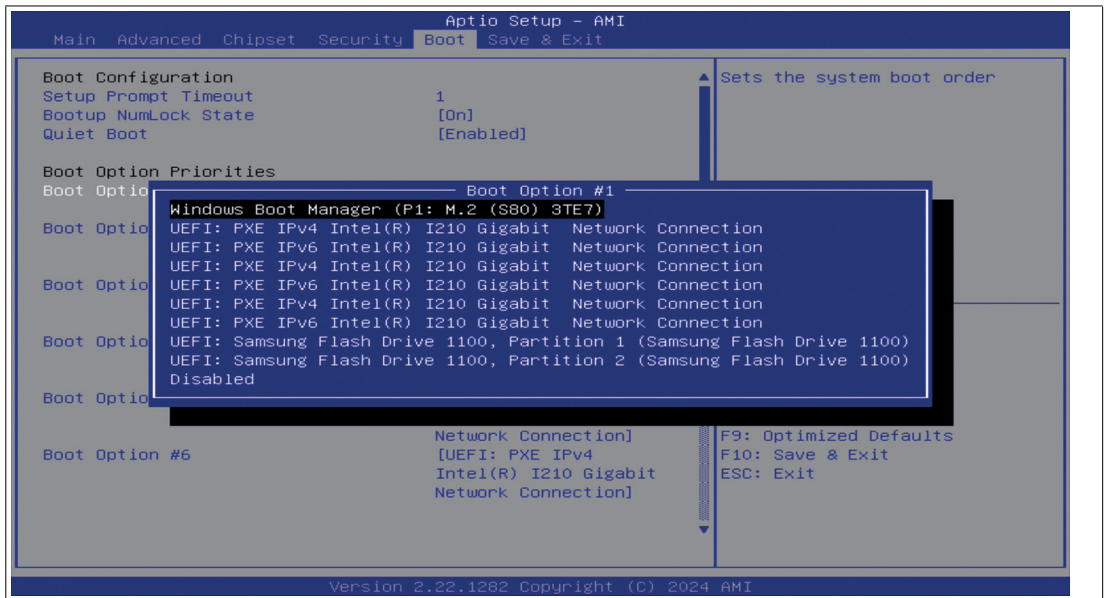 Aptio Setup – AMI
Main Advanced Chipset Security Boot Save & Exit
Boot Configuration
Setup Prompt Timeout 1
Bootup NumLock State [On]
Quiet Boot [Enabled]
Boot Option Priorities
Boot Optio
Boot Optio
Boot Optio
Boot Optio
Boot Optio
Boot Option #1
Windows Boot Manager (P1: M.2 (S80) 3TE7)
UEFI: PXE IPv4 Intel(R) I210 Gigabit Network Connection
UEFI: PXE IPv6 Intel(R) I210 Gigabit Network Connection
UEFI: PXE IPv4 Intel(R) I210 Gigabit Network Connection
UEFI: PXE IPv6 Intel(R) I210 Gigabit Network Connection
UEFI: PXE IPv4 Intel(R) I210 Gigabit Network Connection
UEFI: PXE IPv6 Intel(R) I210 Gigabit Network Connection
UEFI: Samsung Flash Drive 1100, Partition 1 (Samsung Flash Drive 1100)
UEFI: Samsung Flash Drive 1100, Partition 2 (Samsung Flash Drive 1100)
Disabled
Network Connection]
Boot Option #6 [UEFI: PXE IPv4
Intel(R) I210 Gigabit
Network Connection]
Sets the system boot order
F9: Optimized Defaults
F10: Save & Exit
ESC: Exit
Version 2.22.1282 Copyright (C) 2024 AMI